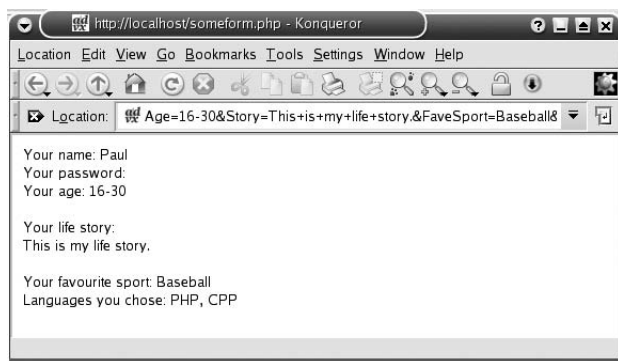 http://localhost/someform.php - Konqueror
Location Edit View Go Bookmarks Tools Settings Window Help
Location: Age=16-30&Story=This+is+my+life+story.&FaveSport=Baseball&
Your name: Paul
Your password:
Your age: 16-30
Your life story:
This is my life story.
Your favourite sport: Baseball
Languages you chose: PHP, CPP